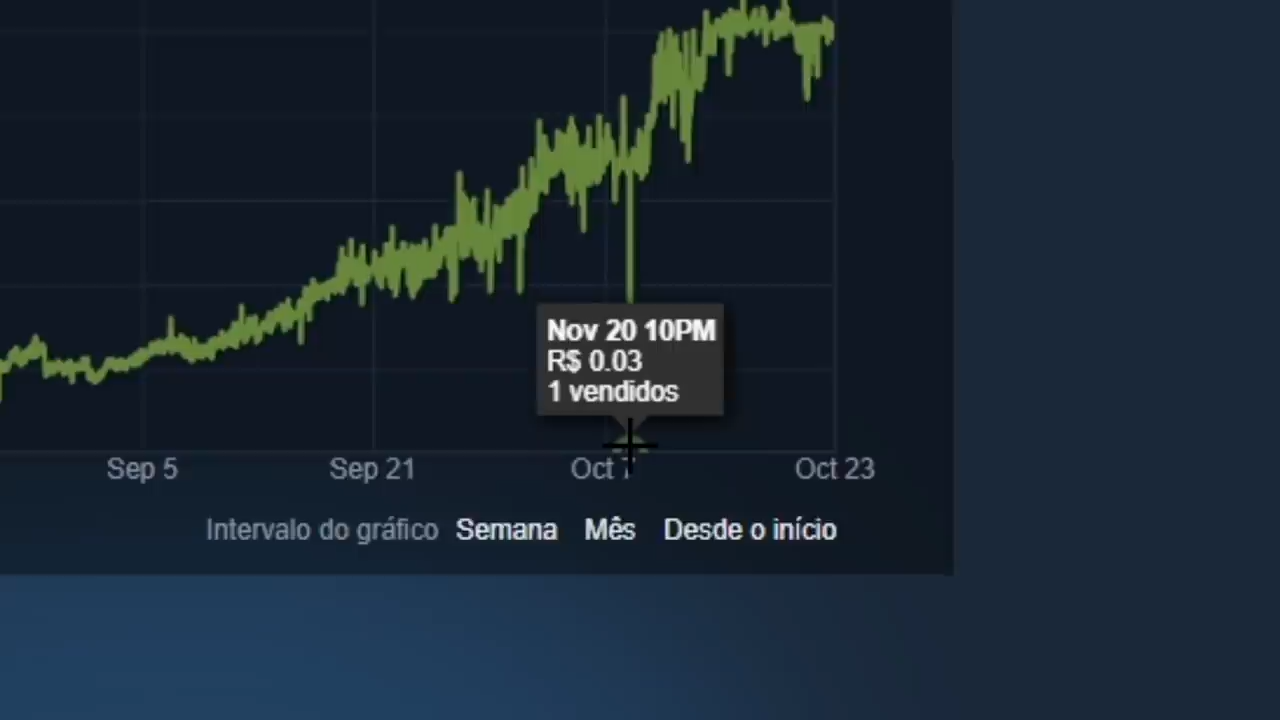 Nov 20 10PM
R$ 0.03
1 vendidos
Sep 5 Sep 21 Oct 7 Oct 23
Intervalo do gráfico Semana Mês Desde o início